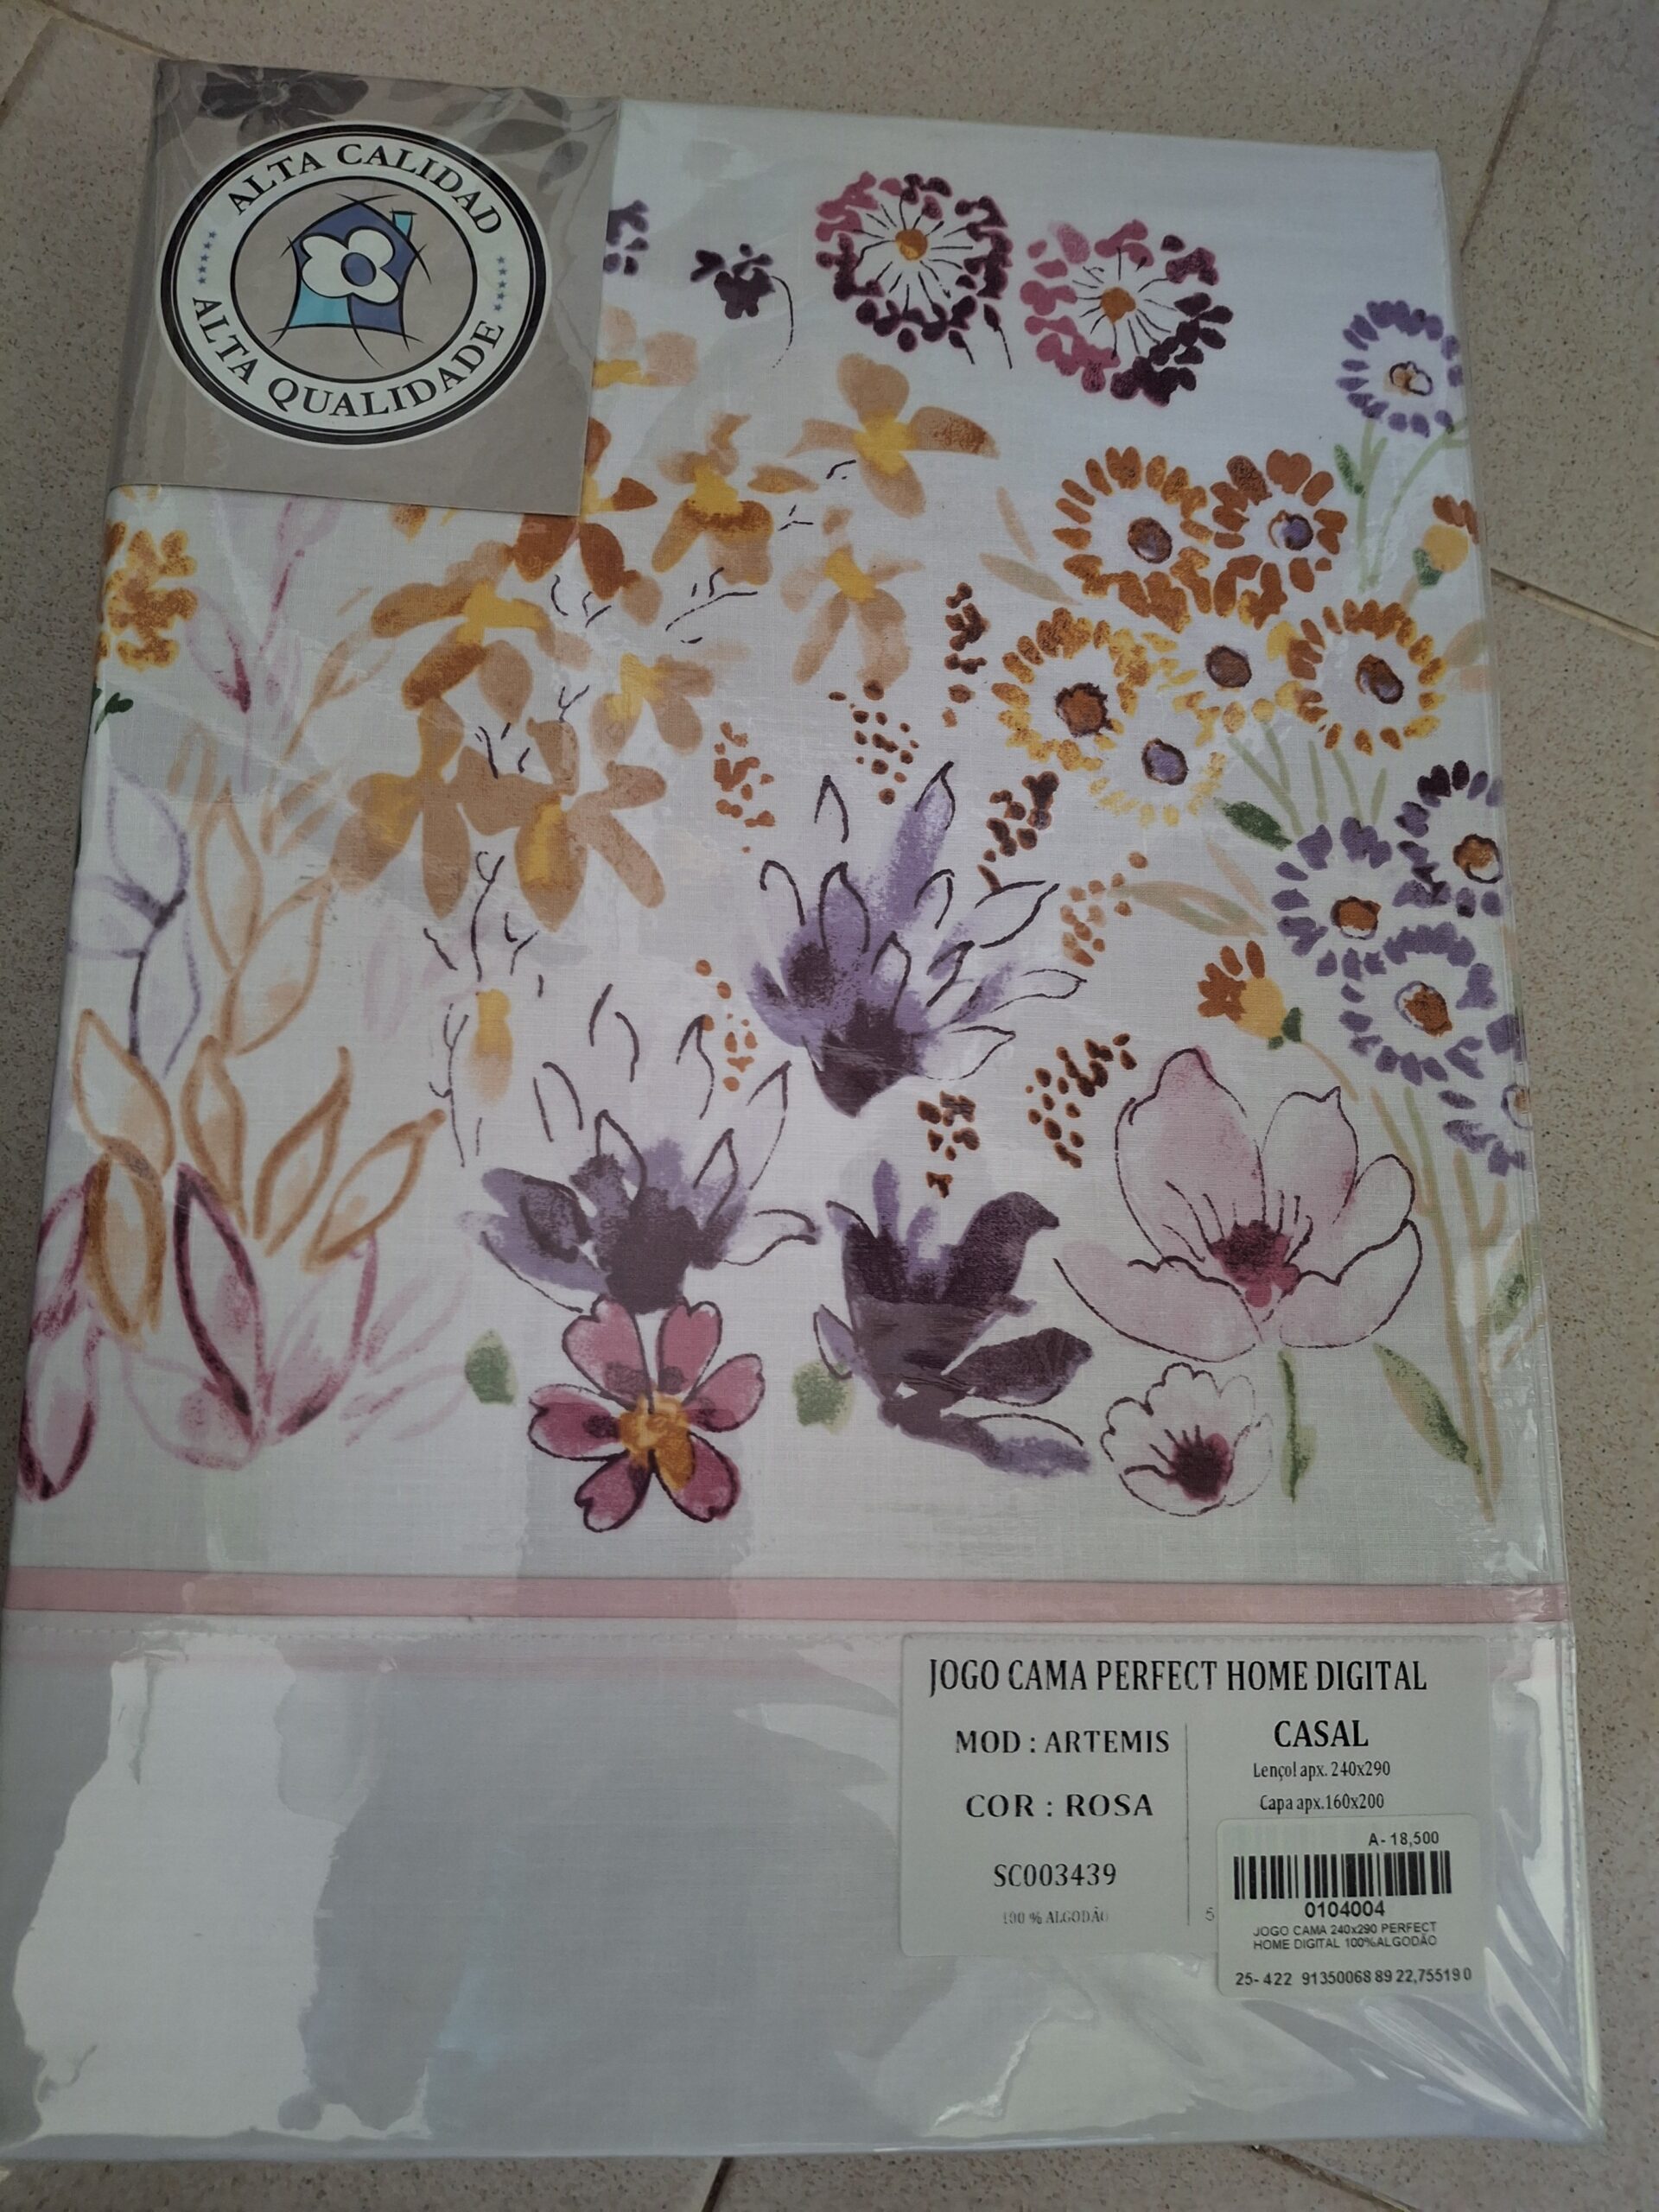 ALTA CALIDAD
ALTA QUALIDADE
JOGO CAMA PERFECT HOME DIGITAL
MOD : ARTEMIS
COR : ROSA
SC003439
100 % ALGODÃO
CASAL
Lençol apx. 240x290
Capa apx.160x200
5
A- 18,500
0104004
JOGO CAMA 240x290 PERFECT
HOME DIGITAL 100%ALGODÃO
25- 422 91350068 89 22,755190